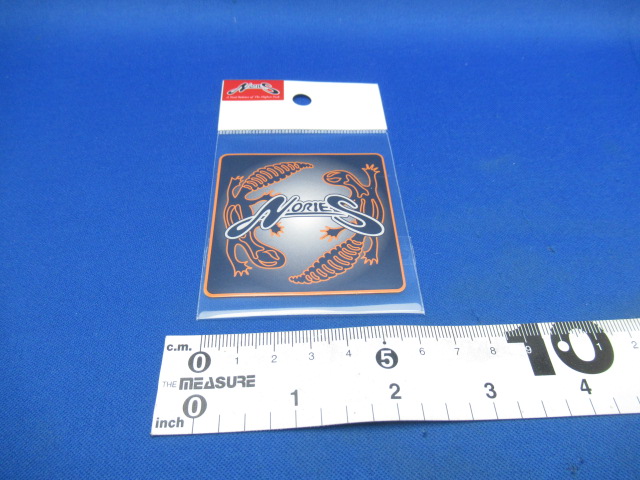 NORIES
NORIES
c.m. 0 1 2 3 4 5 6 7 8 9 10 1 2
THE MEASURE
inch 0 1 2 3 4